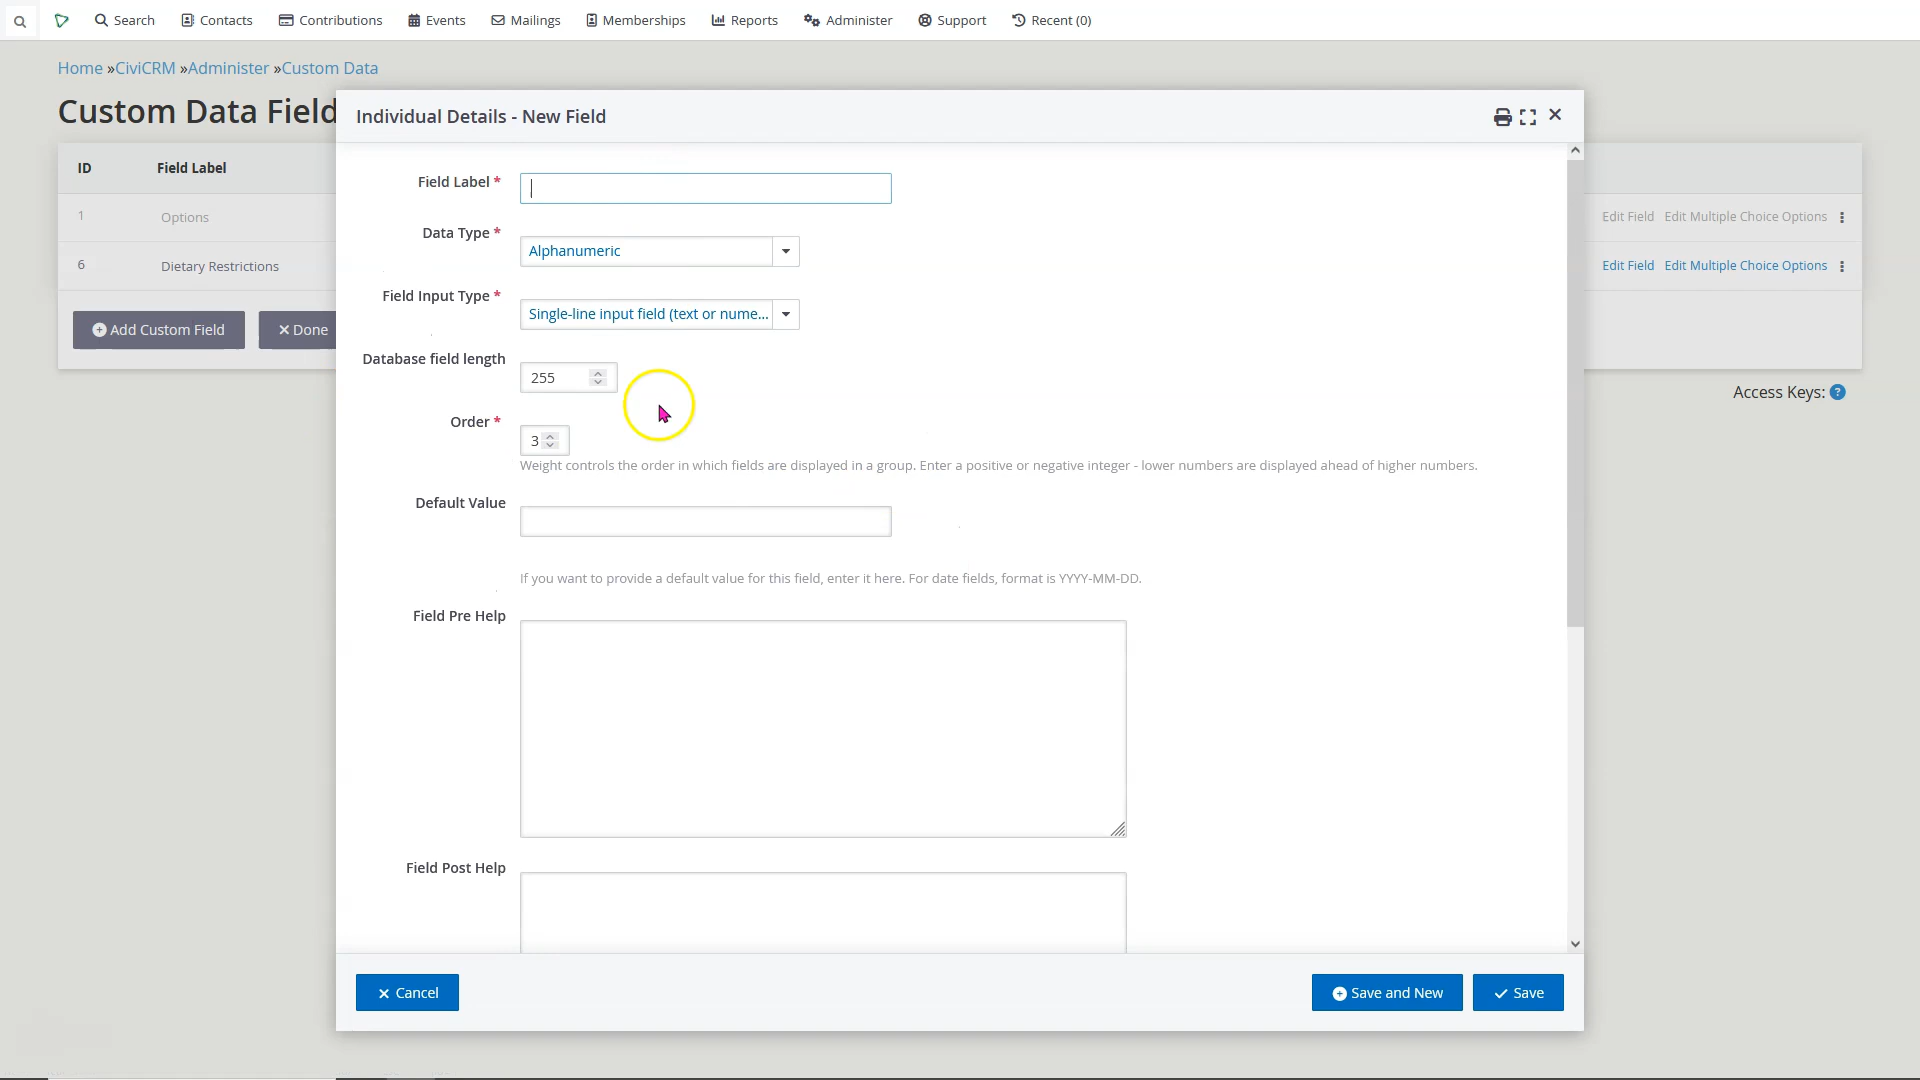 Search Contacts Contributions Events Mailings Memberships Reports Administer Support Recent (0)
Home »CiviCRM »Administer »Custom Data
Custom Data Field
Individual Details - New Field
ID Field Label
1 Options Edit Field Edit Multiple Choice Options
6 Dietary Restrictions Edit Field Edit Multiple Choice Options
Add Custom Field Done
Access Keys: ?
Field Label *
Data Type *
Alphanumeric
Field Input Type *
Single-line input field (text or nume...
Database field length
255
Order *
3
Weight controls the order in which fields are displayed in a group. Enter a positive or negative integer - lower numbers are displayed ahead of higher numbers.
Default Value
If you want to provide a default value for this field, enter it here. For date fields, format is YYYY-MM-DD.
Field Pre Help
Field Post Help
Cancel Save and New Save